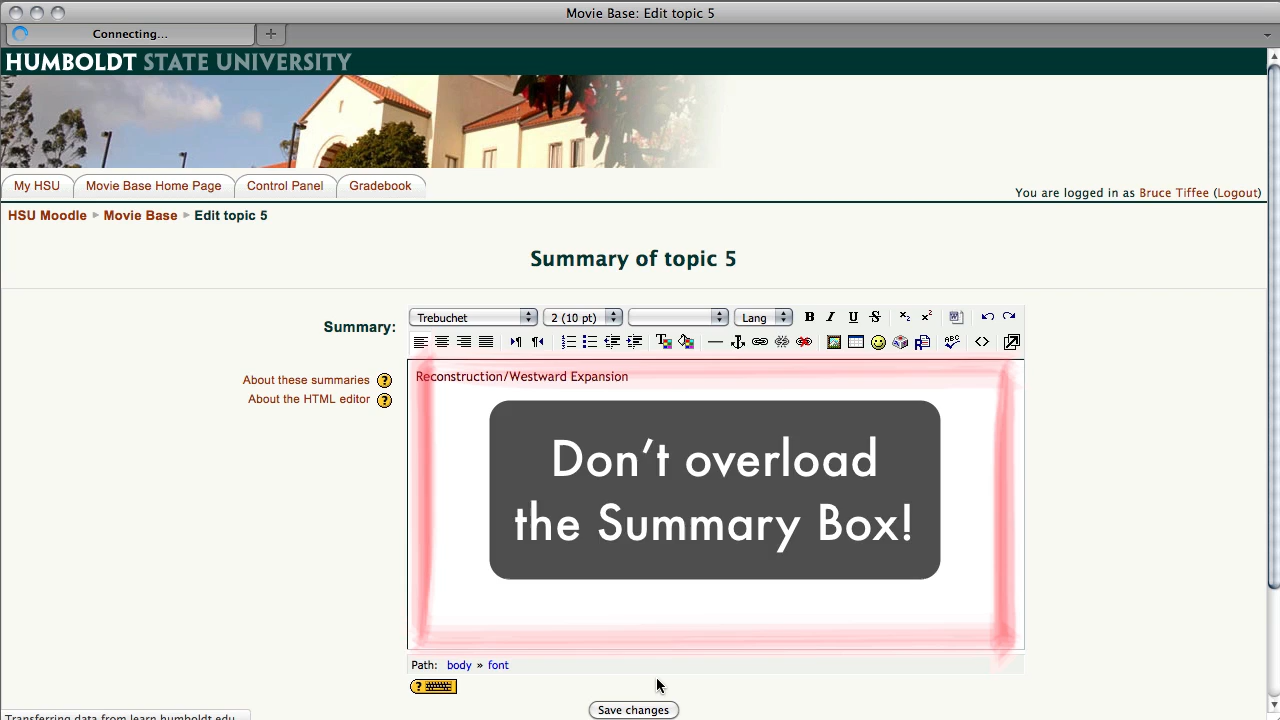 Movie Base: Edit topic 5
Connecting...
HUMBOLDT STATE UNIVERSITY
My HSU
Movie Base Home Page
Control Panel
Gradebook
You are logged in as Bruce Tiffee (Logout)
HSU Moodle ► Movie Base ► Edit topic 5
Summary of topic 5
Summary:
Trebuchet
2 (10 pt)
Lang
B I U S
About these summaries
About the HTML editor
Reconstruction/Westward Expansion
Don't overload
the Summary Box!
Path: body » font
Save changes
Transferring data from learn.humboldt.edu...